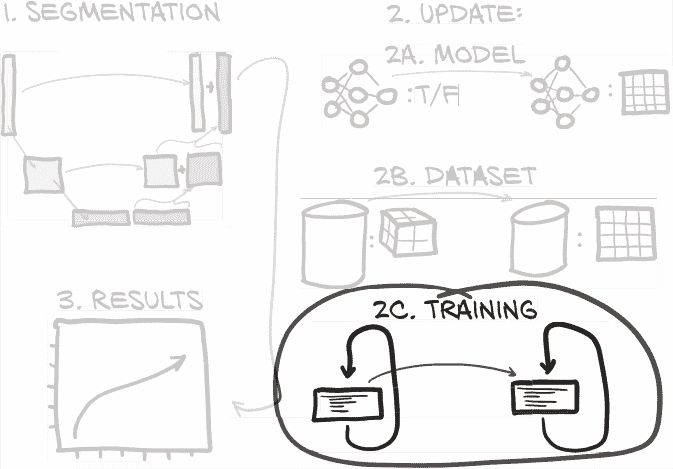 1. SEGMENTATION
2. UPDATE:
2A. MODEL
:T/F
:
2B. DATASET
:
:
3. RESULTS
2C. TRAINING